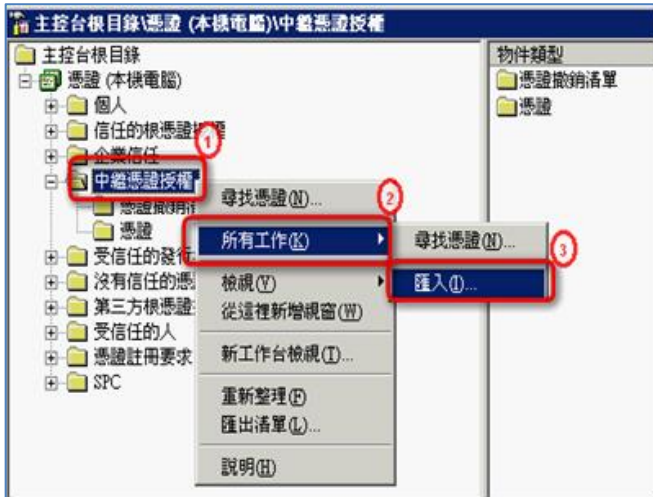 主控台根目錄\憑證 (本機電腦)\中繼憑證授權
主控台根目錄
憑證 (本機電腦)
個人
信任的根憑證
企業信任
中繼憑證授權
憑證撤銷清
憑證
受信任的發行
沒有信任的憑
第三方根憑證
受信任的人
憑證註冊要求
SPC
1
尋找憑證(N)...
2
所有工作(K)
檢視(V)
從這裡新增視窗(W)
新工作台檢視(T)...
重新整理(F)
匯出清單(L)...
說明(H)
尋找憑證(N)...
3
匯入(I)...
物件類型
憑證撤銷清單
憑證